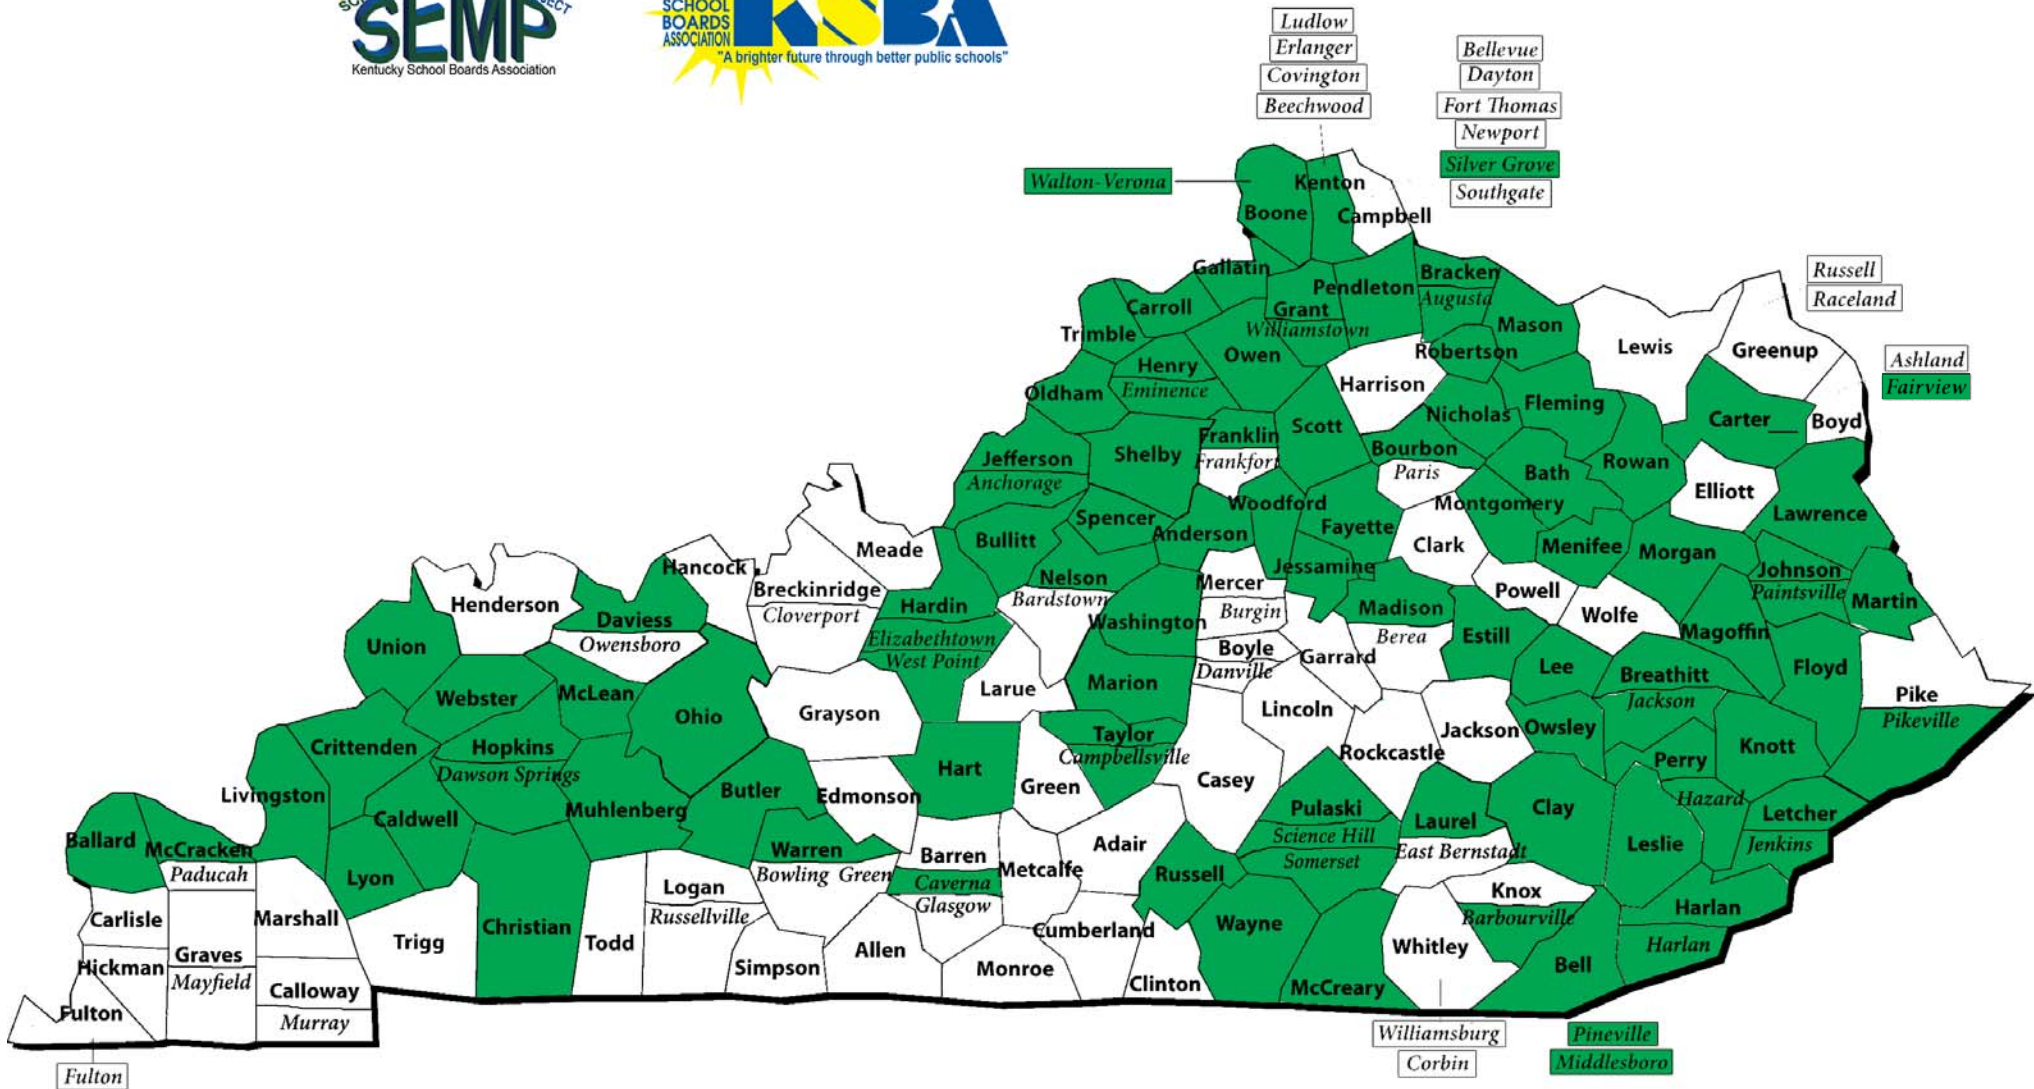 SEMP
Kentucky School Boards Association
SCHOOL
BOARDS
ASSOCIATION
KSBA
"A brighter future through better public schools"
Ludlow
Erlanger
Covington
Beechwood
Bellevue
Dayton
Fort Thomas
Newport
Silver Grove
Southgate
Walton-Verona
Kenton
Boone
Campbell
Gallatin
Bracken
Augusta
Pendleton
Carroll
Grant
Williamstown
Trimble
Mason
Russell
Raceland
Lewis
Greenup
Owen
Robertson
Henry
Eminence
Harrison
Ashland
Fairview
Oldham
Nicholas
Fleming
Carter
Boyd
Franklin
Frankfort
Scott
Shelby
Bourbon
Paris
Jefferson
Anchorage
Bath
Rowan
Elliott
Woodford
Montgomery
Lawrence
Spencer
Anderson
Fayette
Bullitt
Clark
Menifee
Morgan
Meade
Hancock
Jessamine
Johnson
Paintsville
Nelson
Bardstown
Mercer
Burgin
Breckinridge
Cloverport
Powell
Martin
Henderson
Hardin
Elizabethtown
West Point
Madison
Berea
Wolfe
Daviess
Owensboro
Washington
Estill
Magoffin
Union
Boyle
Danville
Garrard
Lee
Floyd
Breathitt
Jackson
Larue
Marion
Webster
McLean
Pike
Pikeville
Ohio
Grayson
Lincoln
Jackson
Owsley
Crittenden
Hopkins
Dawson Springs
Taylor
Campbellsville
Rockcastle
Perry
Hazard
Knott
Hart
Green
Casey
Livingston
Butler
Edmonson
Muhlenberg
Pulaski
Science Hill
Somerset
Clay
Letcher
Jenkins
Caldwell
Laurel
East Bernstadt
Ballard
McCracken
Paducah
Warren
Bowling Green
Barren
Caverna
Glasgow
Metcalfe
Adair
Leslie
Lyon
Russell
Logan
Russellville
Knox
Barbourville
Carlisle
Marshall
Harlan
Harlan
Christian
Wayne
Cumberland
Trigg
Todd
Allen
Whitley
Graves
Mayfield
Hickman
Simpson
Monroe
Bell
Clinton
McCreary
Calloway
Murray
Fulton
Fulton
Williamsburg
Corbin
Pineville
Middlesboro